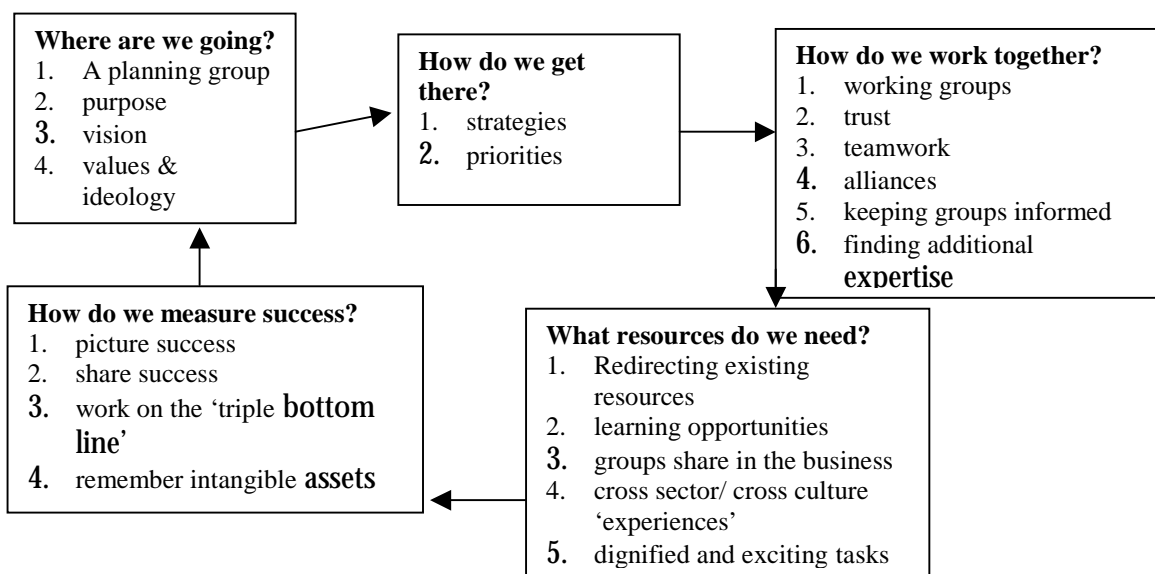 Where are we going?
1. A planning group
2. purpose
3. vision
4. values &
ideology
How do we get
there?
1. strategies
2. priorities
How do we work together?
1. working groups
2. trust
3. teamwork
4. alliances
5. keeping groups informed
6. finding additional
expertise
What resources do we need?
1. Redirecting existing
resources
2. learning opportunities
3. groups share in the business
4. cross sector/ cross culture
‘experiences’
5. dignified and exciting tasks
How do we measure success?
1. picture success
2. share success
3. work on the ‘triple bottom
line’
4. remember intangible assets